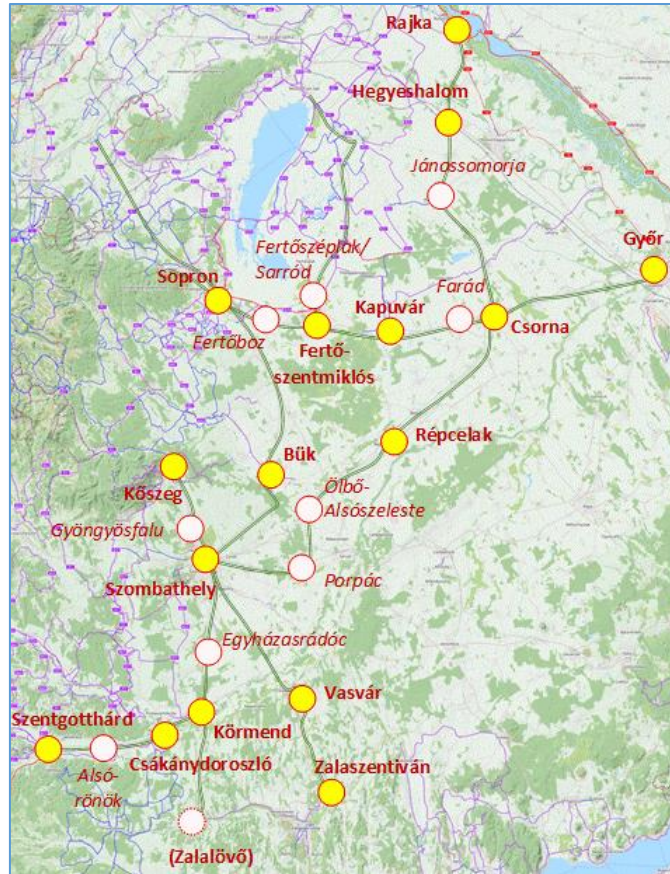 Rajka
Hegyeshalom
Jánossomorja
Győr
Fertőszéplak/
Sarród
Sopron
Kapuvár
Farád
Csorna
Fertőboz
Fertő-
szentmiklós
Répcelak
Bük
Kőszeg
Ölbő-
Alsószeleste
Gyöngyösfalu
Szombathely
Porpác
Egyházasrádóc
Vasvár
Szentgotthárd
Körmend
Csákánydoroszló
Alsó-
rönök
Zalaszentiván
(Zalalövő)